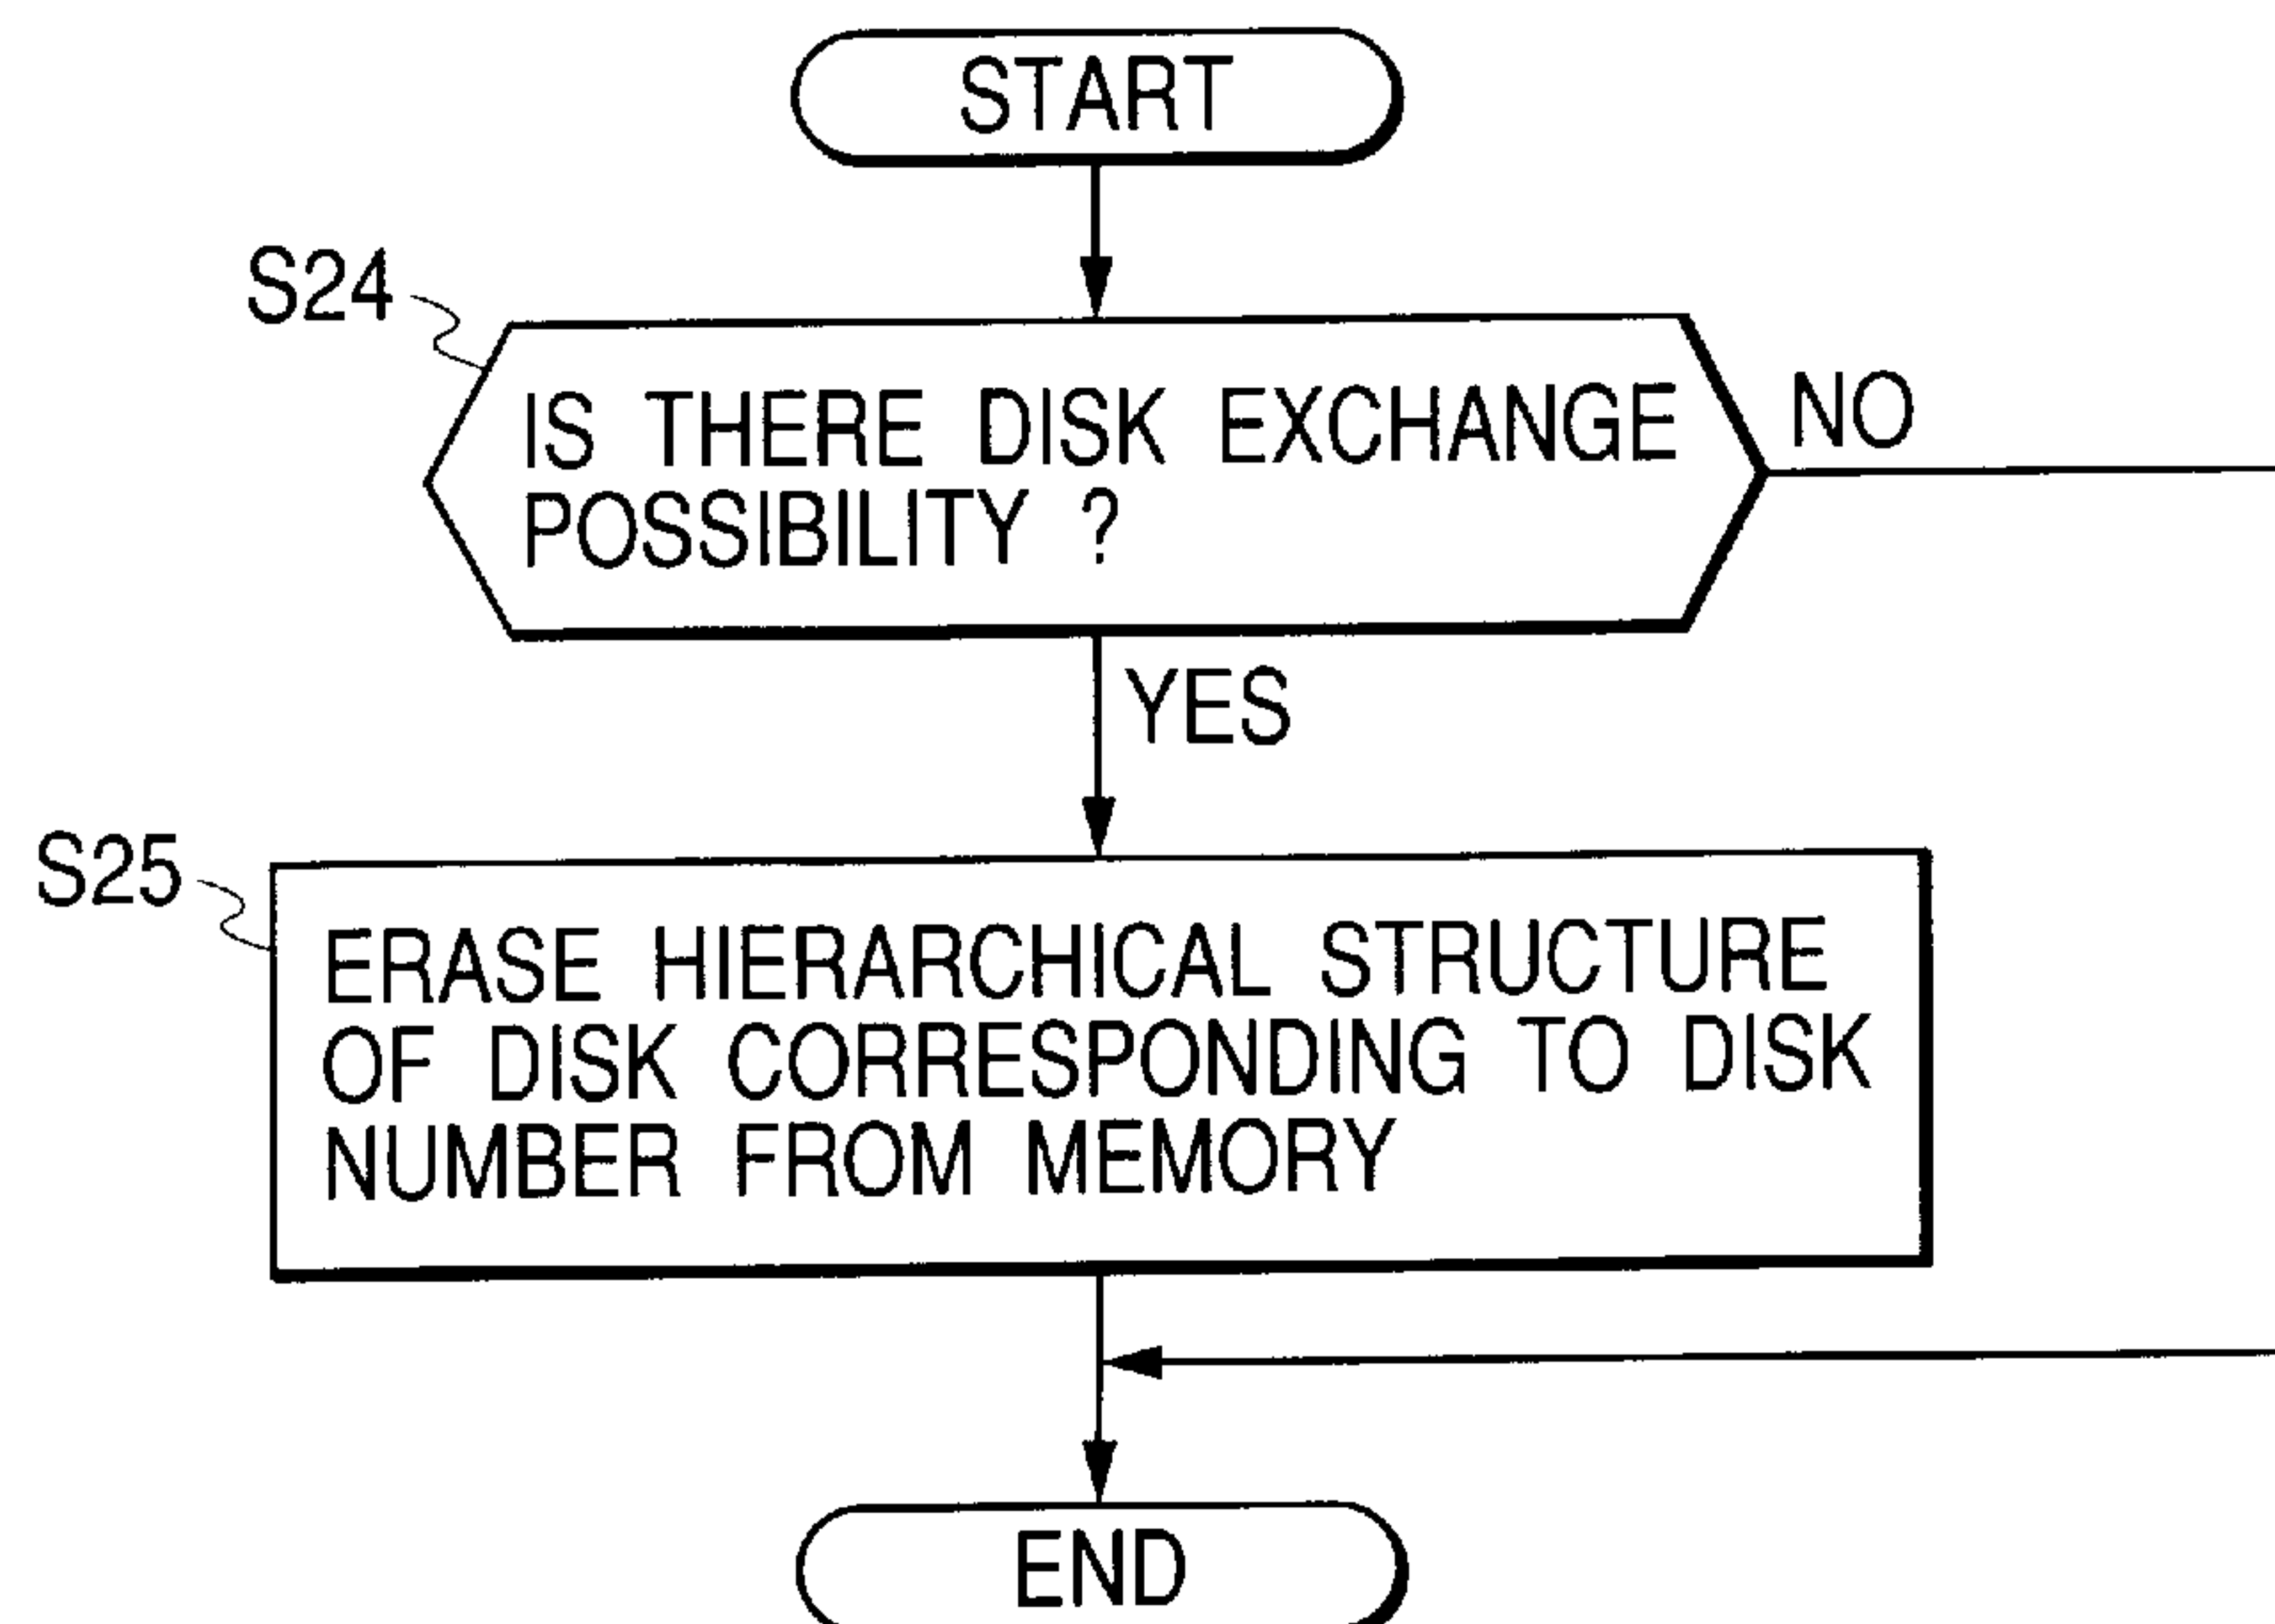 START
S24
IS THERE DISK EXCHANGE
POSSIBILITY ?
NO
YES
S25
ERASE HIERARCHICAL STRUCTURE
OF DISK CORRESPONDING TO DISK
NUMBER FROM MEMORY
END